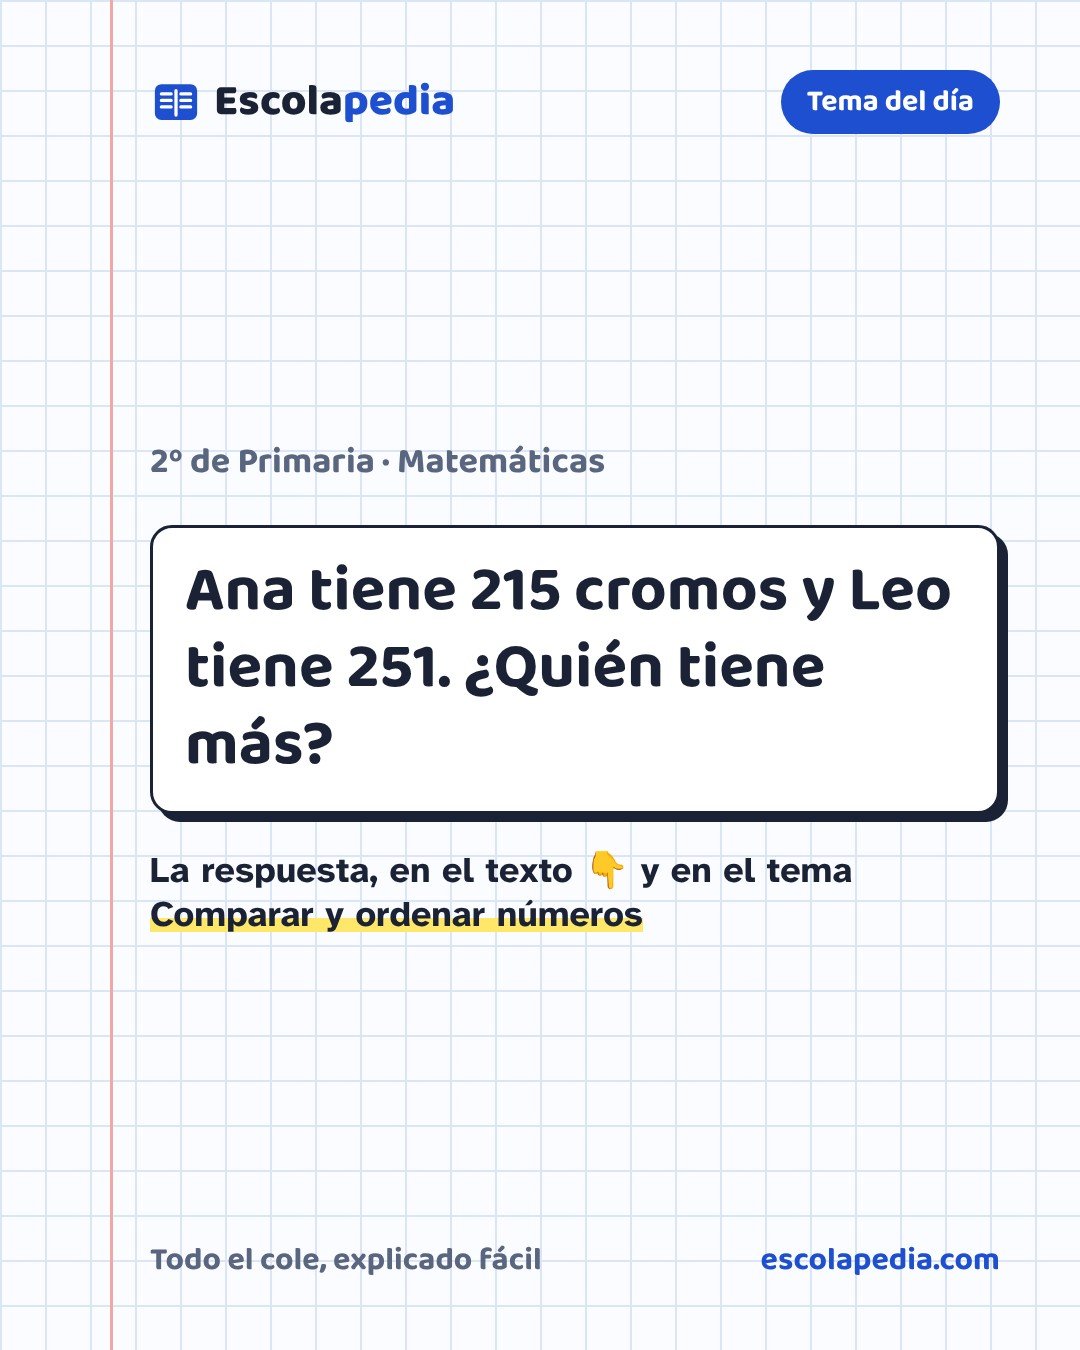 Escolapedia
Tema del día
2º de Primaria · Matemáticas
Ana tiene 215 cromos y Leo
tiene 251. ¿Quién tiene
más?
La respuesta, en el texto 👇 y en el tema
Comparar y ordenar números
Todo el cole, explicado fácil
escolapedia.com